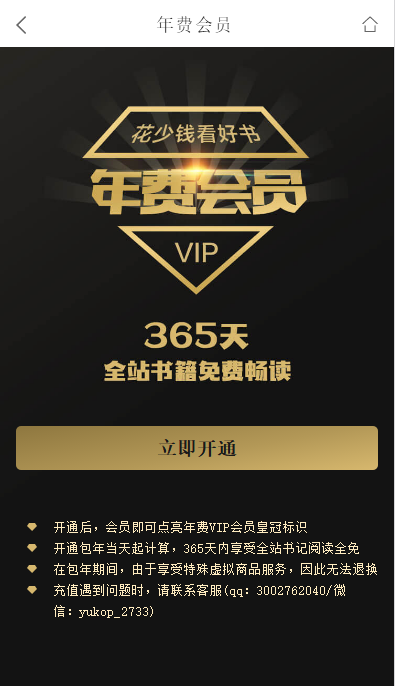 年费会员
花少钱看好书
年费会员
VIP
365天
全站书籍免费畅读
立即开通
开通后，会员即可点亮年费VIP会员皇冠标识
开通包年当天起计算，365天内享受全站书记阅读全免
在包年期间，由于享受特殊虚拟商品服务，因此无法退换
充值遇到问题时，请联系客服(qq：3002762040/微
信：yukop_2733)